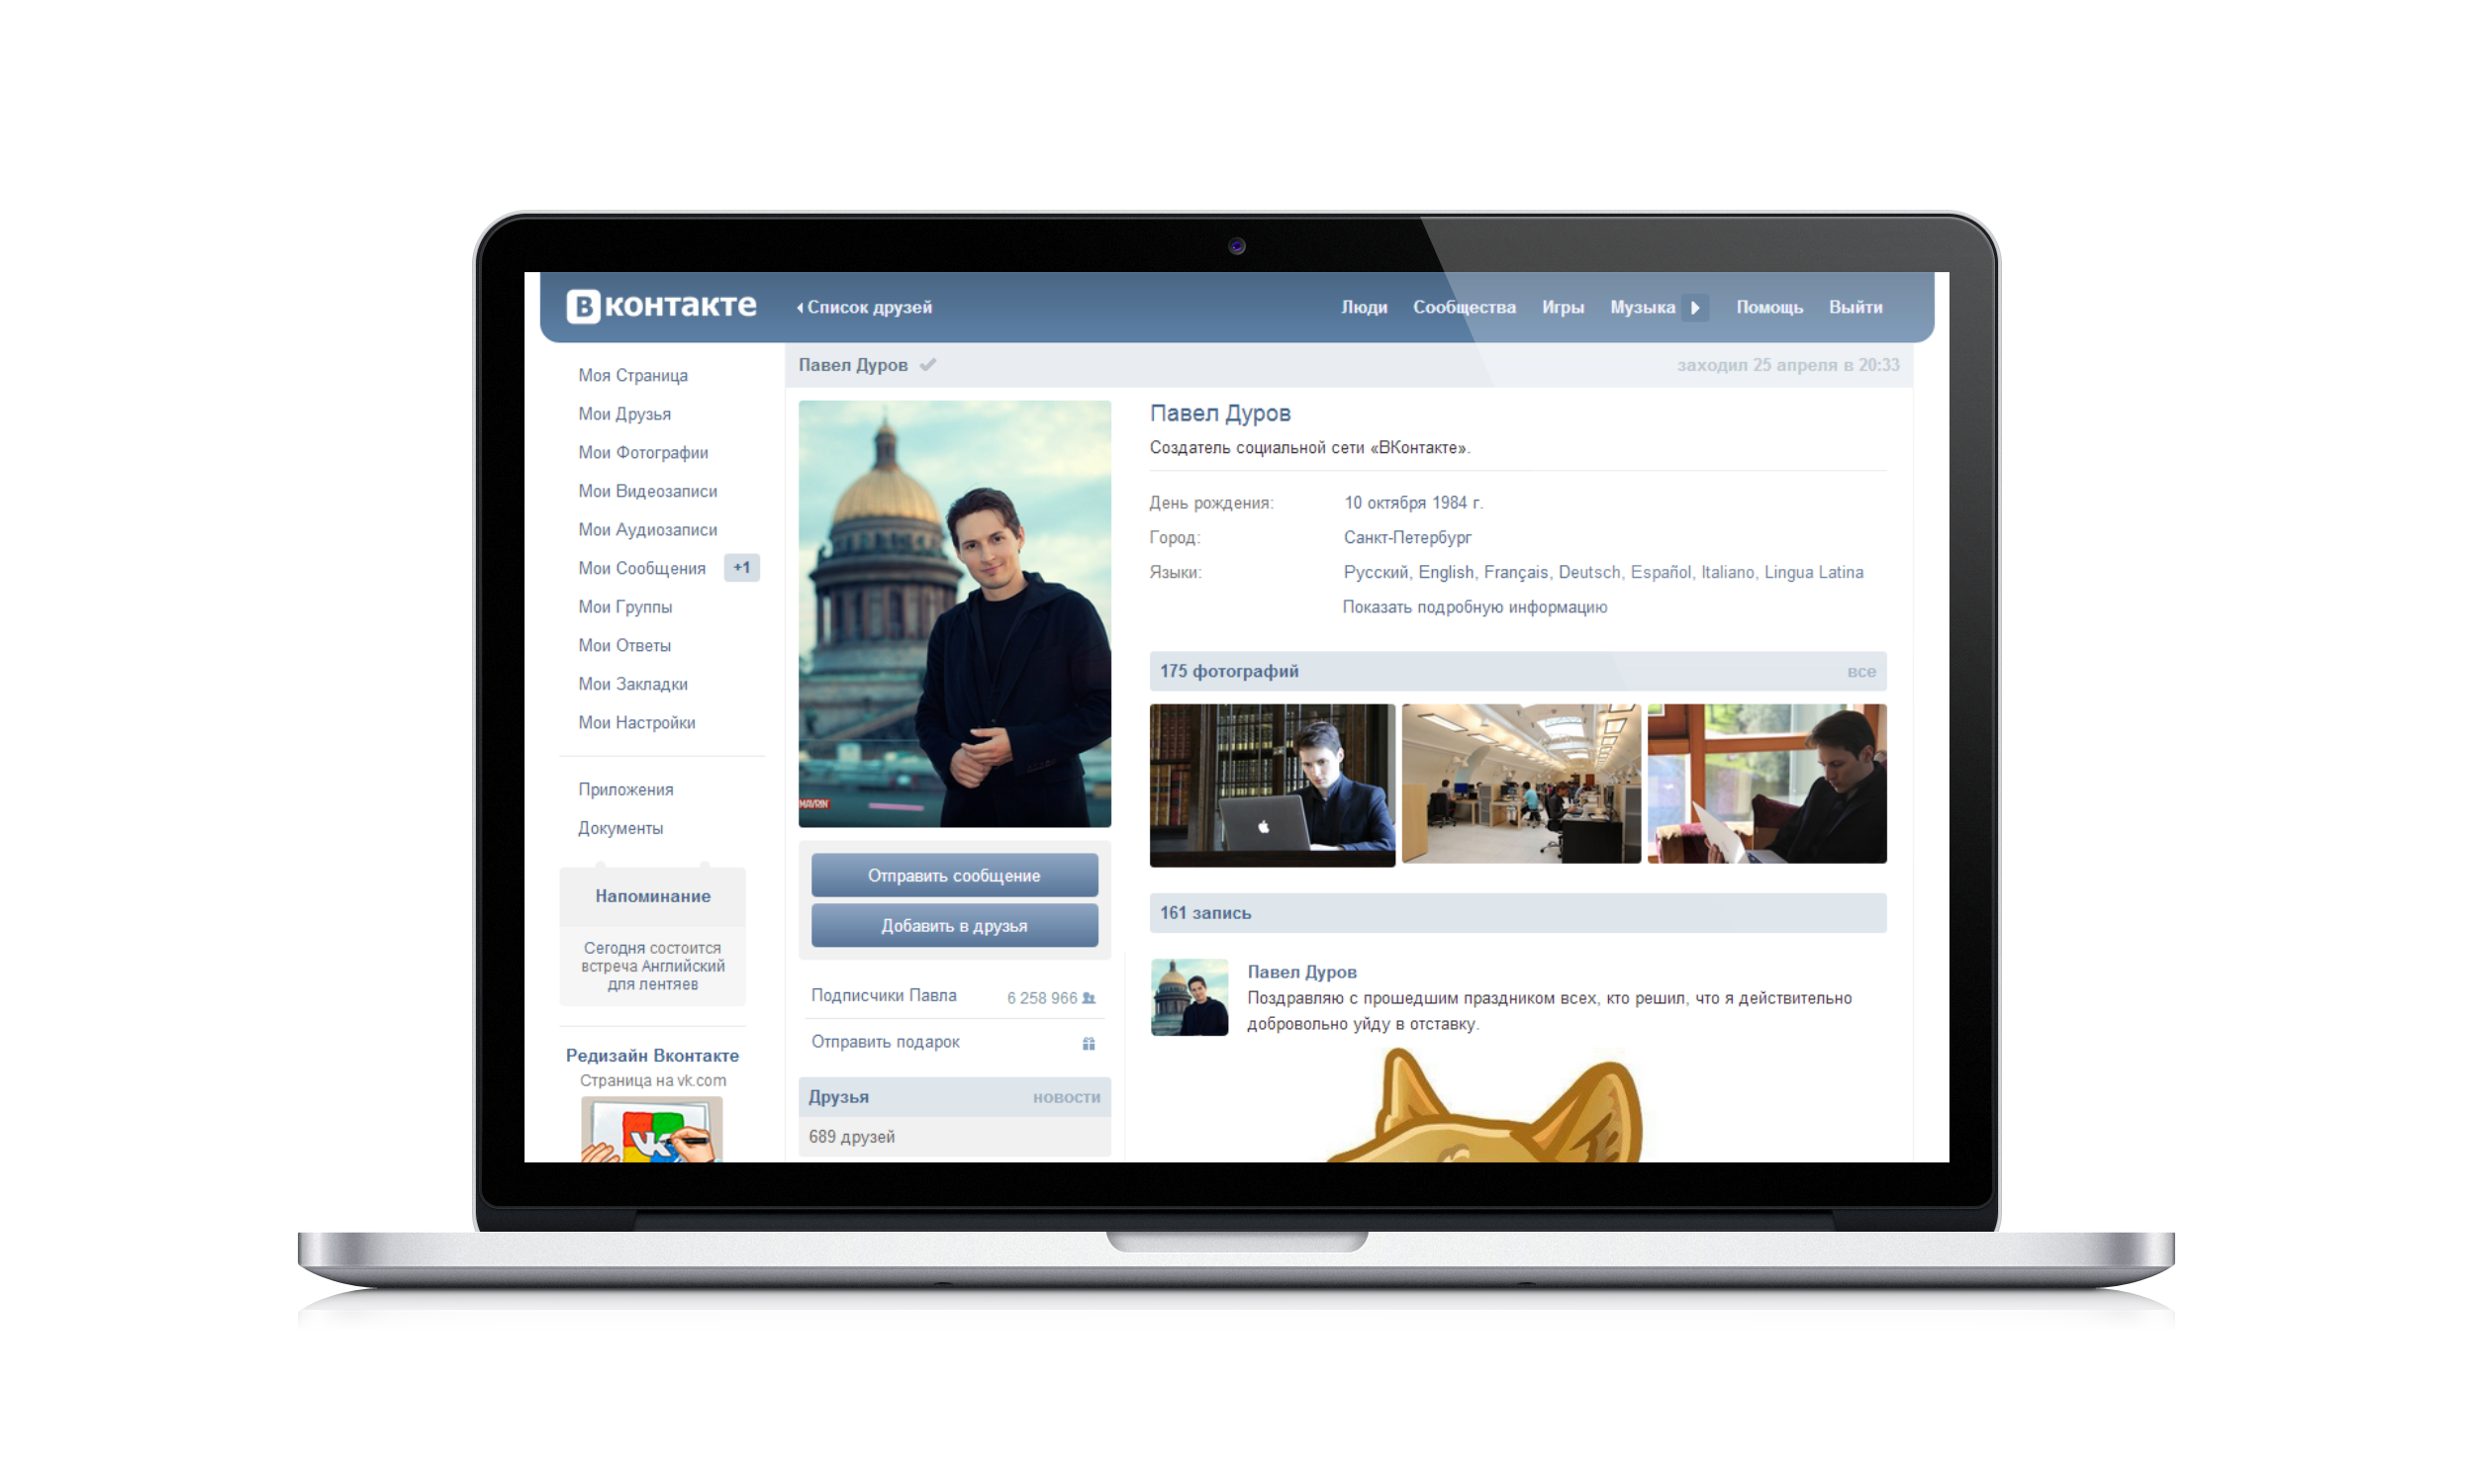 В контакте
Список друзей
Люди Сообщества Игры Музыка Помощь Выйти
Моя Страница
Мои Друзья
Мои Фотографии
Мои Видеозаписи
Мои Аудиозаписи
Мои Сообщения +1
Мои Группы
Мои Ответы
Мои Закладки
Мои Настройки
Приложения
Документы
Напоминание
Сегодня состоится
встреча Английский
для лентяев
Редизайн Вконтакте
Страница на vk.com
Павел Дуров
заходил 25 апреля в 20:33
MAVRIN
Отправить сообщение
Добавить в друзья
Подписчики Павла 6 258 966
Отправить подарок
Друзья новости
689 друзей
Павел Дуров
Создатель социальной сети «ВКонтакте».
День рождения: 10 октября 1984 г.
Город: Санкт-Петербург
Языки: Русский, English, Français, Deutsch, Español, Italiano, Lingua Latina
Показать подробную информацию
175 фотографий все
161 запись
Павел Дуров
Поздравляю с прошедшим праздником всех, кто решил, что я действительно
добровольно уйду в отставку.